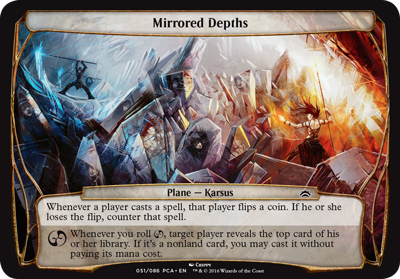 Mirrored Depths
Plane — Karsus
Whenever a player casts a spell, that player flips a coin. If he or she
loses the flip, counter that spell.
Whenever you roll , target player reveals the top card of his
or her library. If it's a nonland card, you may cast it without
paying its mana cost.
Crippy
051/086 PCA • EN ™ & © 2016 Wizards of the Coast